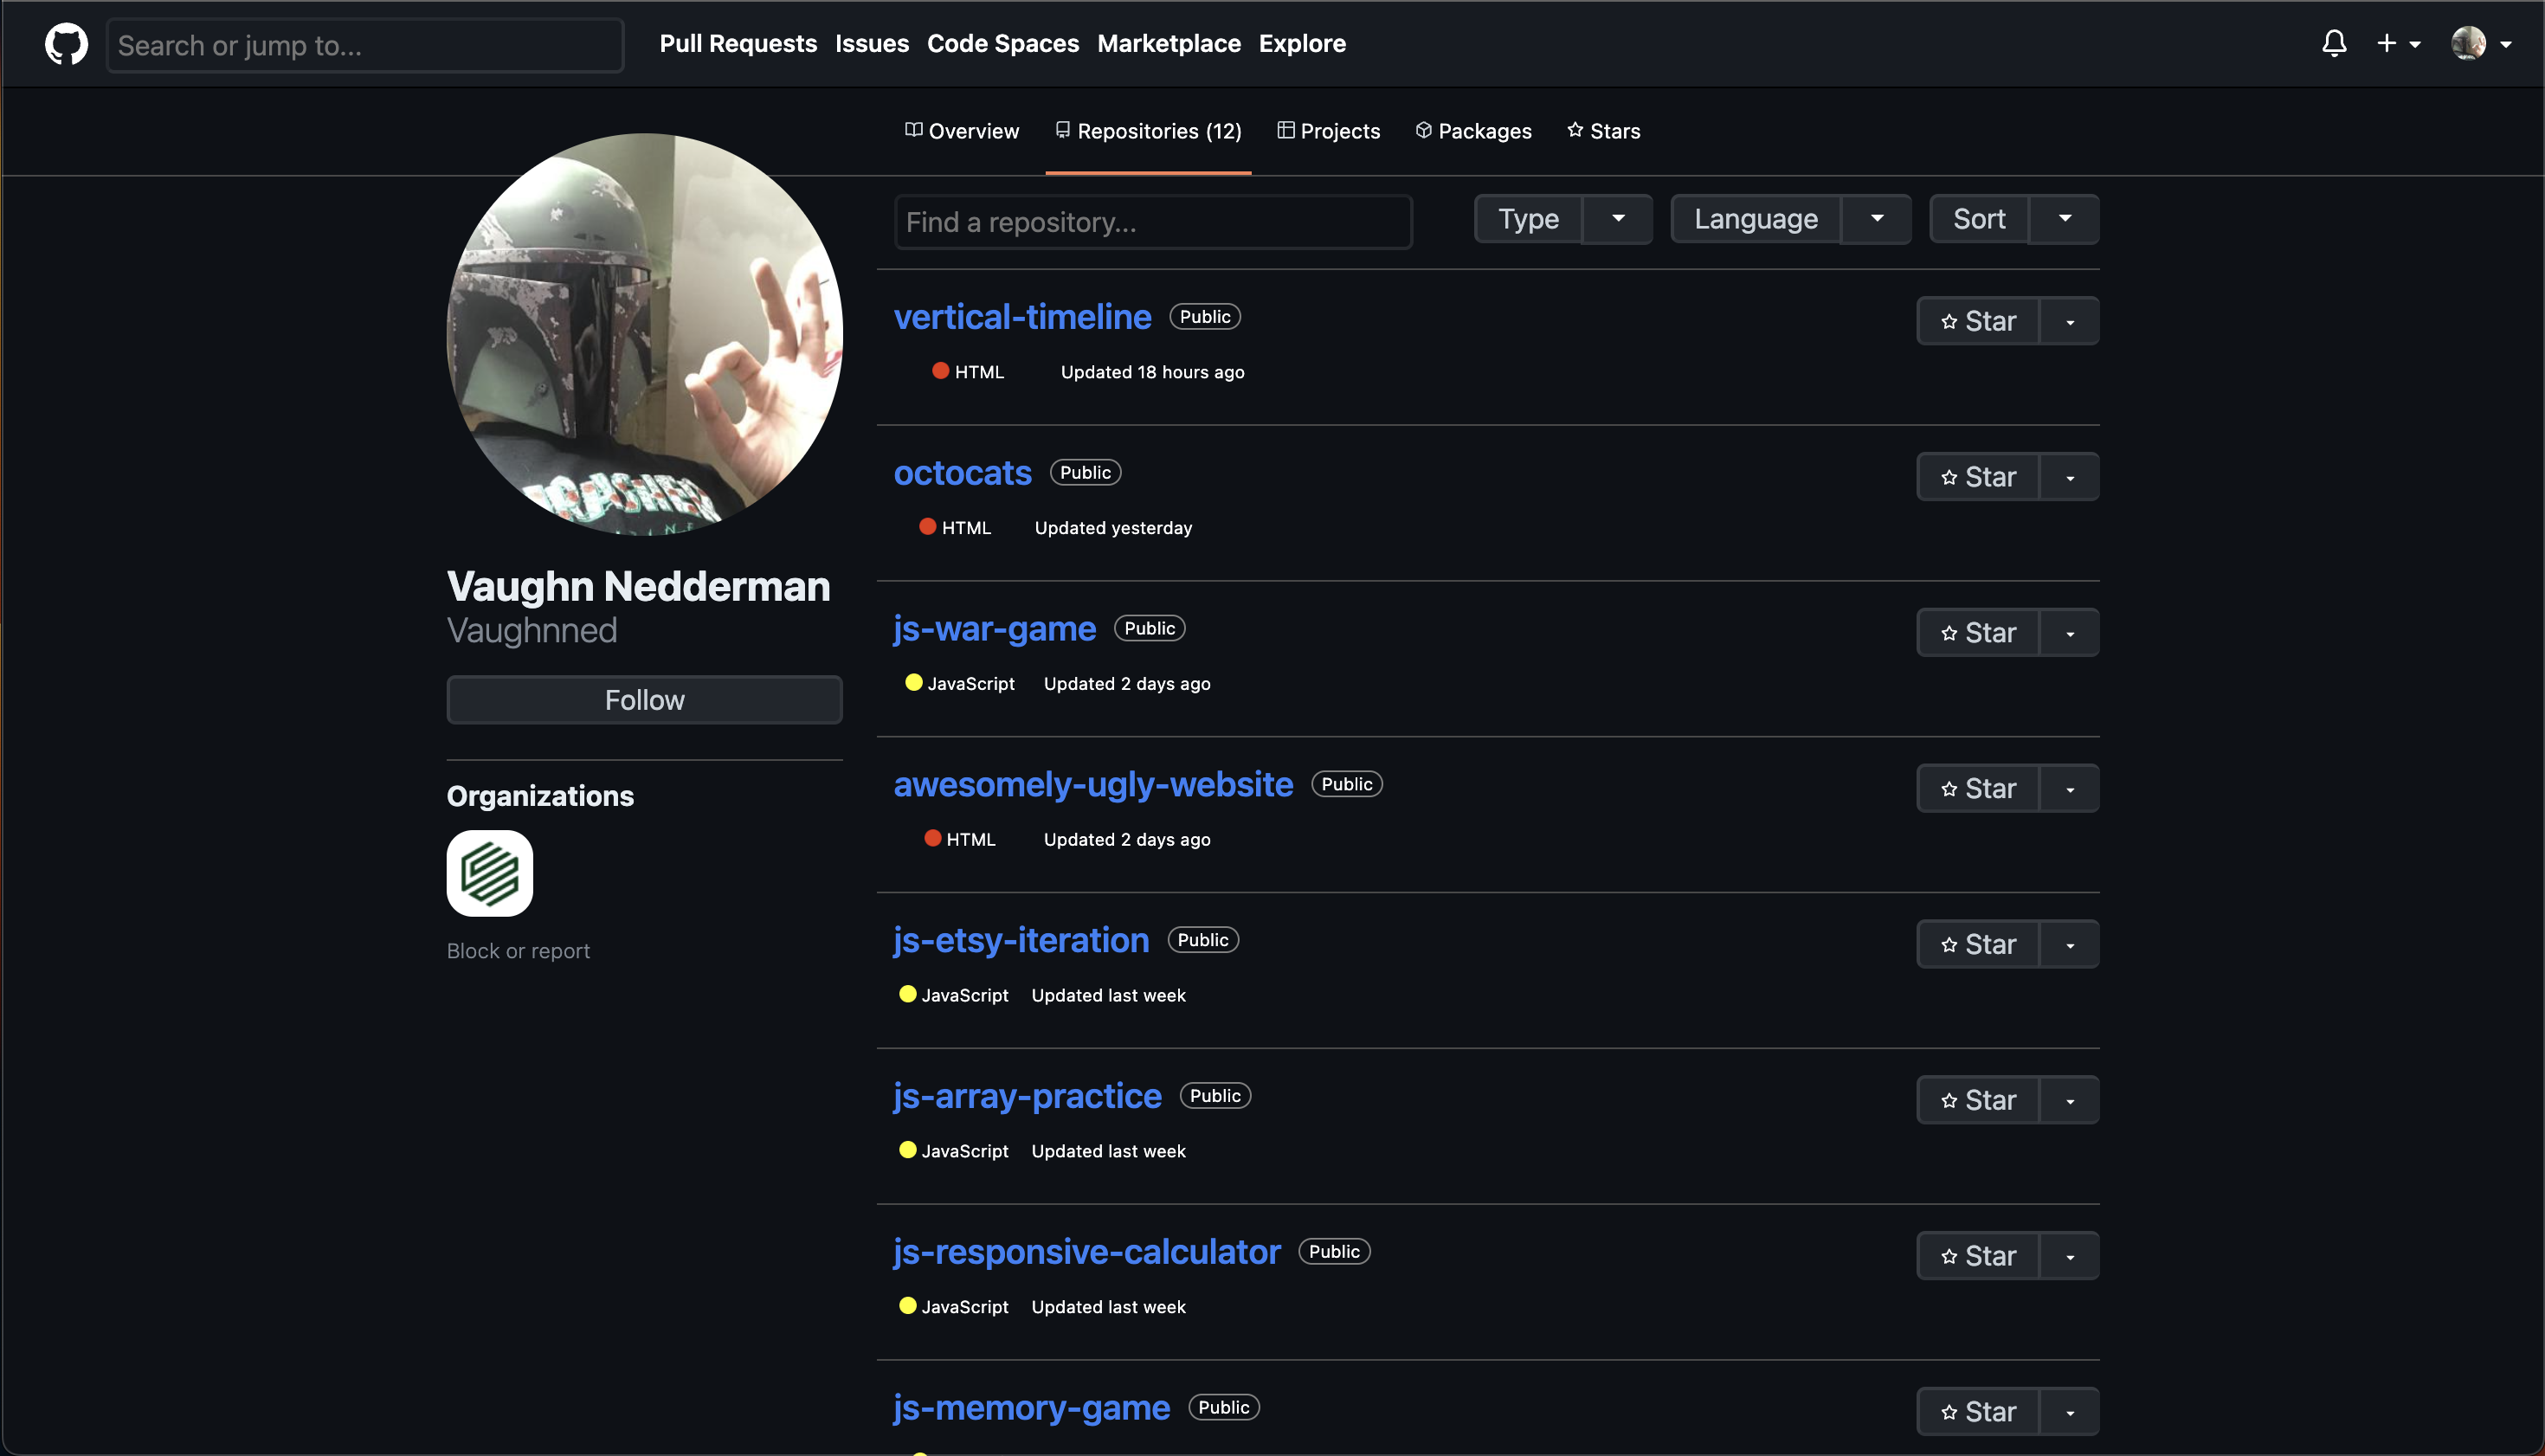 Search or jump to...
Pull Requests Issues Code Spaces Marketplace Explore
Overview Repositories (12) Projects Packages Stars
Find a repository...
Type Language Sort
vertical-timeline Public
Star
HTML Updated 18 hours ago
octocats Public
Star
HTML Updated yesterday
js-war-game Public
Star
JavaScript Updated 2 days ago
awesomely-ugly-website Public
Star
HTML Updated 2 days ago
js-etsy-iteration Public
Star
JavaScript Updated last week
js-array-practice Public
Star
JavaScript Updated last week
js-responsive-calculator Public
Star
JavaScript Updated last week
js-memory-game Public
Star
Vaughn Nedderman
Vaughnned
Follow
Organizations
Block or report